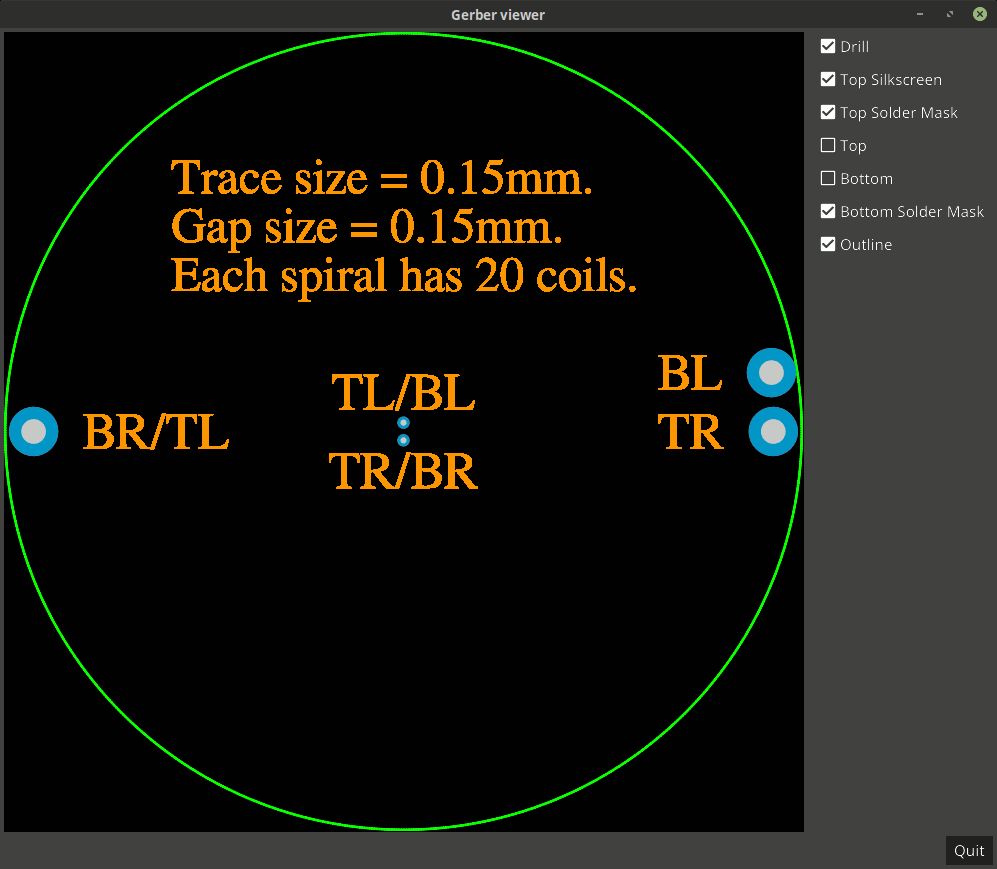 Gerber viewer
Drill
Top Silkscreen
Top Solder Mask
Top
Bottom
Bottom Solder Mask
Outline
Trace size = 0.15mm.
Gap size = 0.15mm.
Each spiral has 20 coils.
TL/BL
BL
BR/TL
TR
TR/BR
Quit